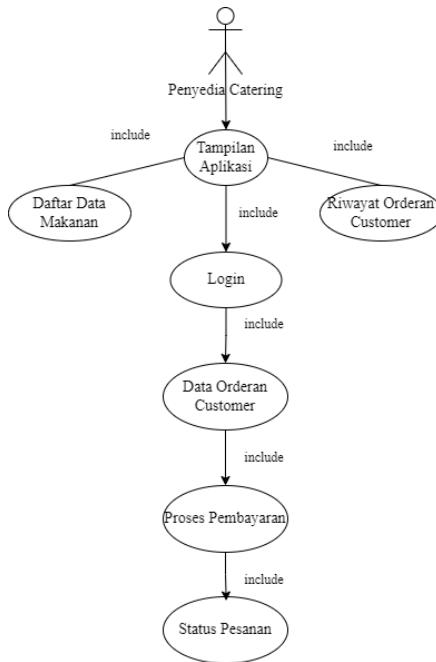 Penyedia Catering
include
include
Tampilan
Aplikasi
Daftar Data
Makanan
include
Riwayat Orderan
Customer
Login
include
Data Orderan
Customer
include
Proses Pembayaran
include
Status Pesanan